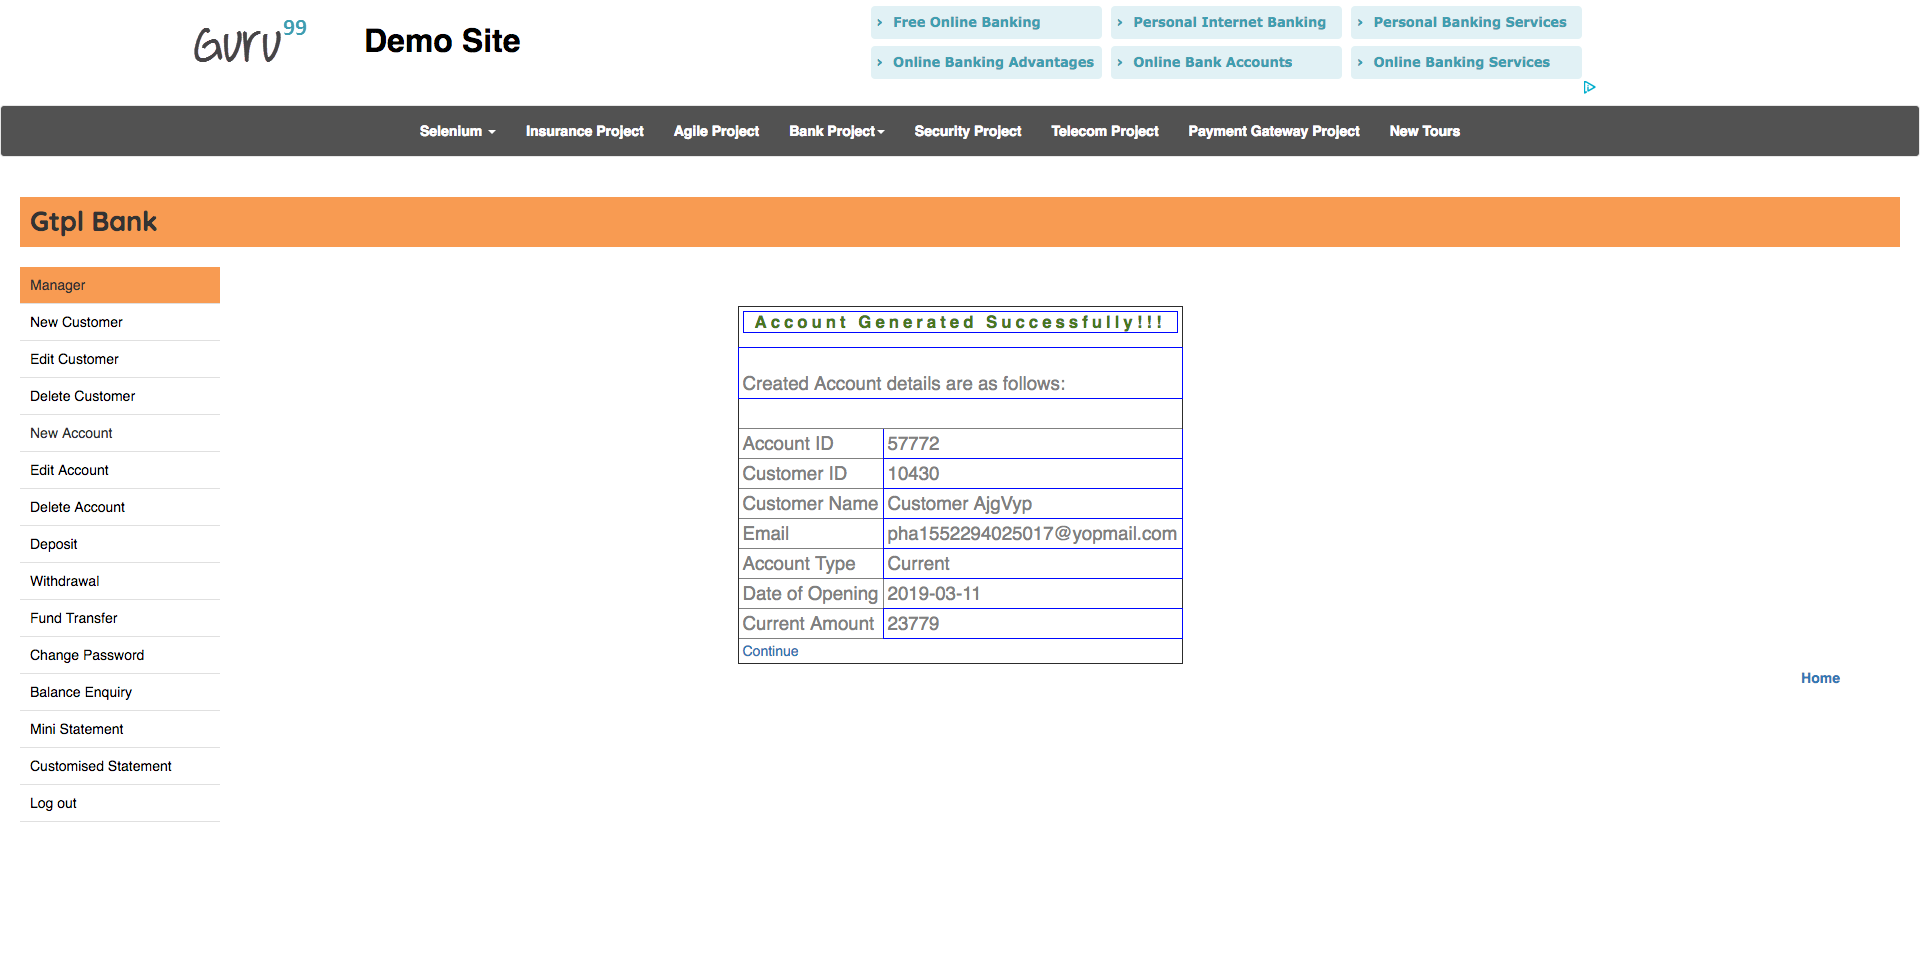 Guru99
Demo Site
Free Online Banking
Personal Internet Banking
Personal Banking Services
Online Banking Advantages
Online Bank Accounts
Online Banking Services
Selenium
Insurance Project
Agile Project
Bank Project
Security Project
Telecom Project
Payment Gateway Project
New Tours
Gtpl Bank
Manager
New Customer
Edit Customer
Delete Customer
New Account
Edit Account
Delete Account
Deposit
Withdrawal
Fund Transfer
Change Password
Balance Enquiry
Mini Statement
Customised Statement
Log out
Account Generated Successfully!!!
Created Account details are as follows:
Account ID 57772
Customer ID 10430
Customer Name Customer AjgVyp
Email pha1552294025017@yopmail.com
Account Type Current
Date of Opening 2019-03-11
Current Amount 23779
Continue
Home